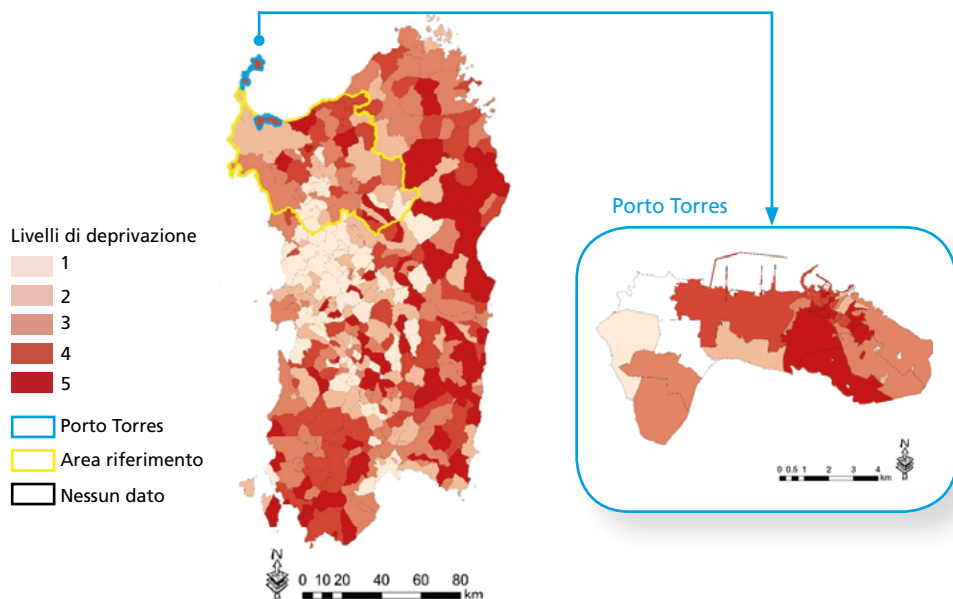 Porto Torres
Livelli di deprivazione
1
2
3
4
5
Porto Torres
Area riferimento
Nessun dato
N
0 0.5 1 2 3 4
km
N
0 10 20 40 60 80
km